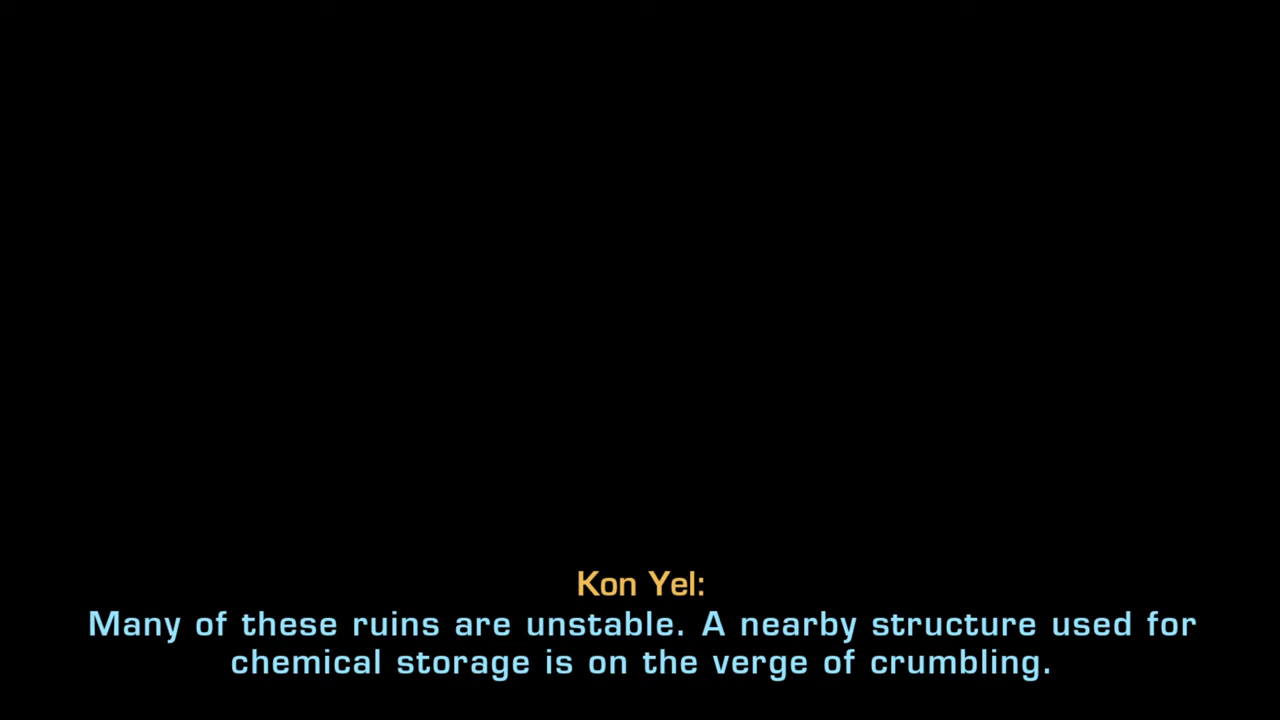 Kon Yel:
Many of these ruins are unstable. A nearby structure used for
chemical storage is on the verge of crumbling.